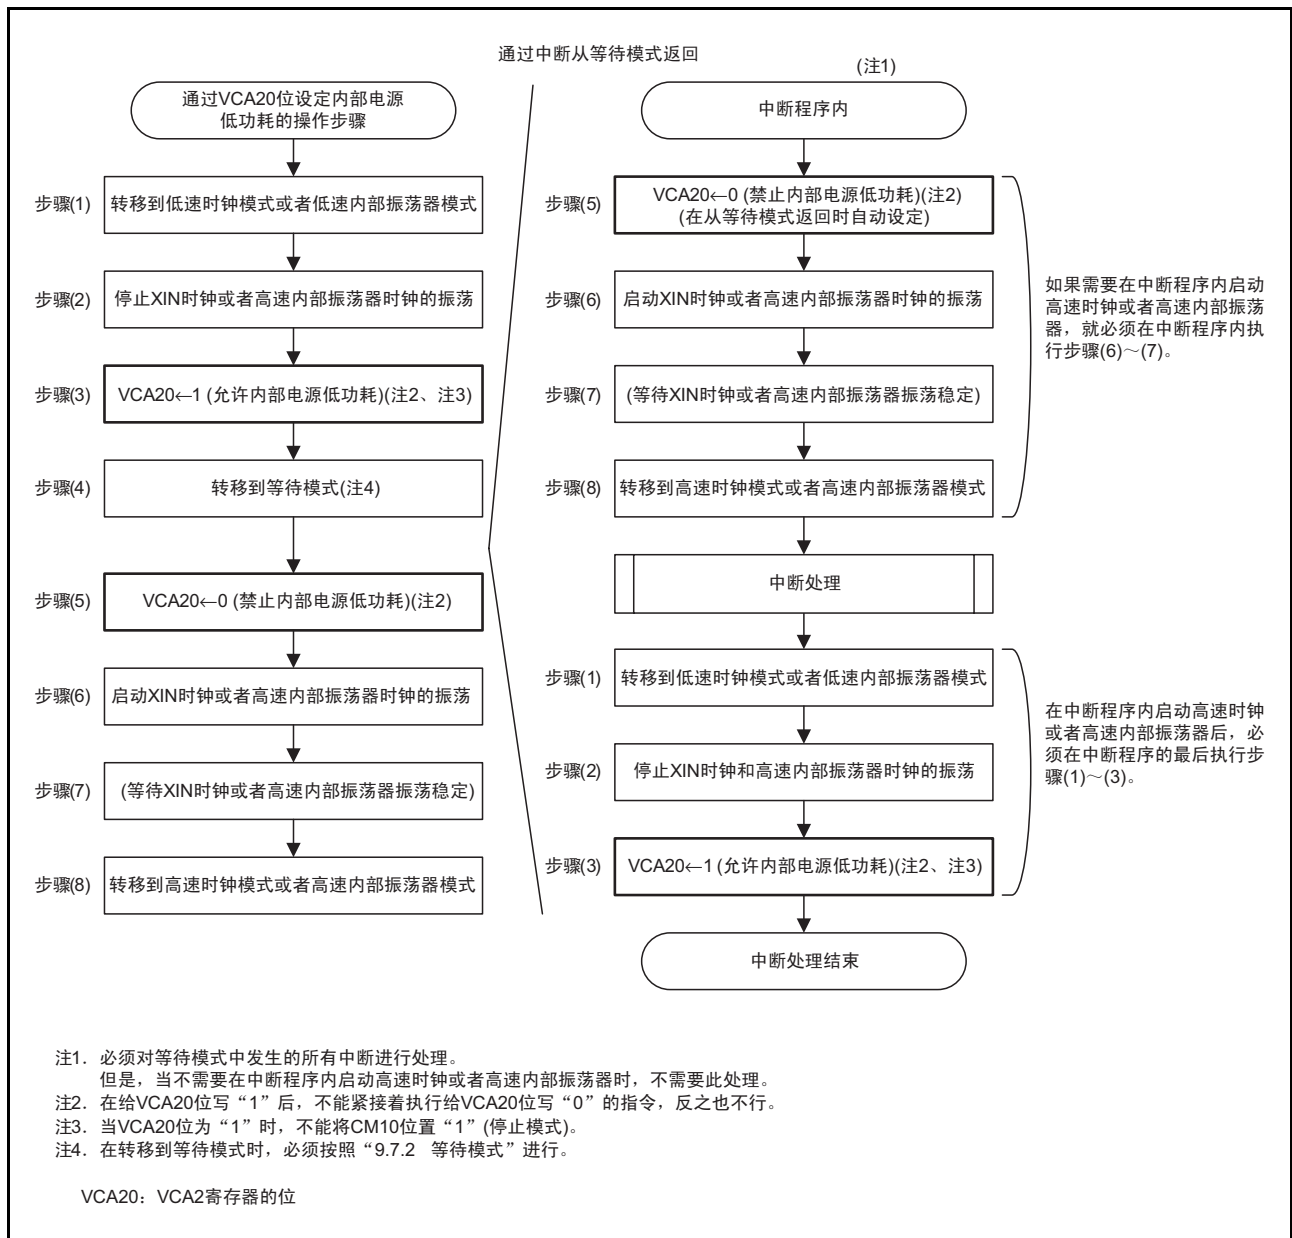 通过中断从等待模式返回
通过VCA20位设定内部电源
低功耗的操作步骤
步骤(1)
转移到低速时钟模式或者低速内部振荡器模式
步骤(2)
停止XIN时钟或者高速内部振荡器时钟的振荡
步骤(3)
VCA20←1 (允许内部电源低功耗)(注2、注3)
步骤(4)
转移到等待模式(注4)
步骤(5)
VCA20←0 (禁止内部电源低功耗)(注2)
步骤(6)
启动XIN时钟或者高速内部振荡器时钟的振荡
步骤(7)
(等待XIN时钟或者高速内部振荡器振荡稳定)
步骤(8)
转移到高速时钟模式或者高速内部振荡器模式
(注1)
中断程序内
步骤(5)
VCA20←0 (禁止内部电源低功耗)(注2)
(在从等待模式返回时自动设定)
步骤(6)
启动XIN时钟或者高速内部振荡器时钟的振荡
步骤(7)
(等待XIN时钟或者高速内部振荡器振荡稳定)
步骤(8)
转移到高速时钟模式或者高速内部振荡器模式
如果需要在中断程序内启动
高速时钟或者高速内部振荡
器，就必须在中断程序内执
行步骤(6)～(7)。
中断处理
步骤(1)
转移到低速时钟模式或者低速内部振荡器模式
步骤(2)
停止XIN时钟和高速内部振荡器时钟的振荡
步骤(3)
VCA20←1 (允许内部电源低功耗)(注2、注3)
在中断程序内启动高速时钟
或者高速内部振荡器后，必
须在中断程序的最后执行步
骤(1)～(3)。
中断处理结束
注1. 必须对等待模式中发生的所有中断进行处理。
但是，当不需要在中断程序内启动高速时钟或者高速内部振荡器时，不需要此处理。
注2. 在给VCA20位写“1”后，不能紧接着执行给VCA20位写“0”的指令，反之也不行。
注3. 当VCA20位为“1”时，不能将CM10位置“1”(停止模式)。
注4. 在转移到等待模式时，必须按照“9.7.2 等待模式”进行。
VCA20：VCA2寄存器的位